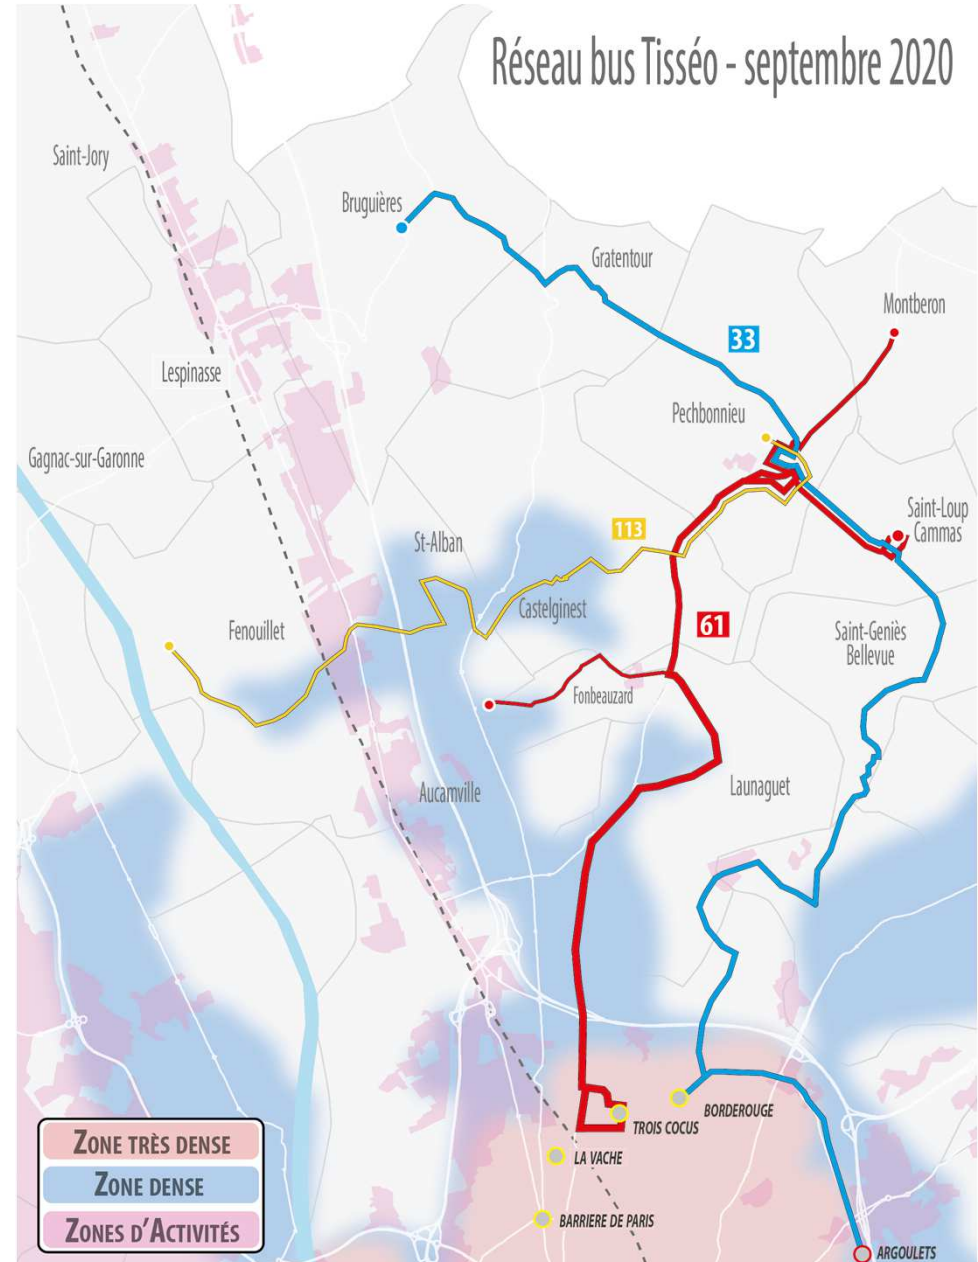 Réseau bus Tisséo - septembre 2020
Saint-Jory
Bruguières
Gratentour
Montberon
33
Lespinasse
Pechbonnieu
Gagnac-sur-Garonne
Saint-Loup
Cammas
113
St-Alban
Castelginest
61
Fenouillet
Saint-Geniès
Bellevue
Fonbeauzard
Aucamville
Launaguet
BORDEROUGE
TROIS COCUS
LA VACHE
BARRIERE DE PARIS
ARGOULETS
ZONE TRÈS DENSE
ZONE DENSE
ZONES D'ACTIVITÉS